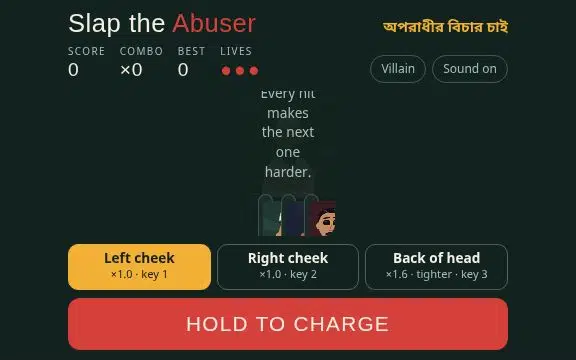 Slap the Abuser
অপরাধীর বিচার চাই
SCORE COMBO BEST LIVES
0 ×0 0
Villain Sound on
Every hit
makes
the next
one
harder.
Left cheek
×1.0 · key 1
Right cheek
×1.0 · key 2
Back of head
×1.6 · tighter · key 3
HOLD TO CHARGE